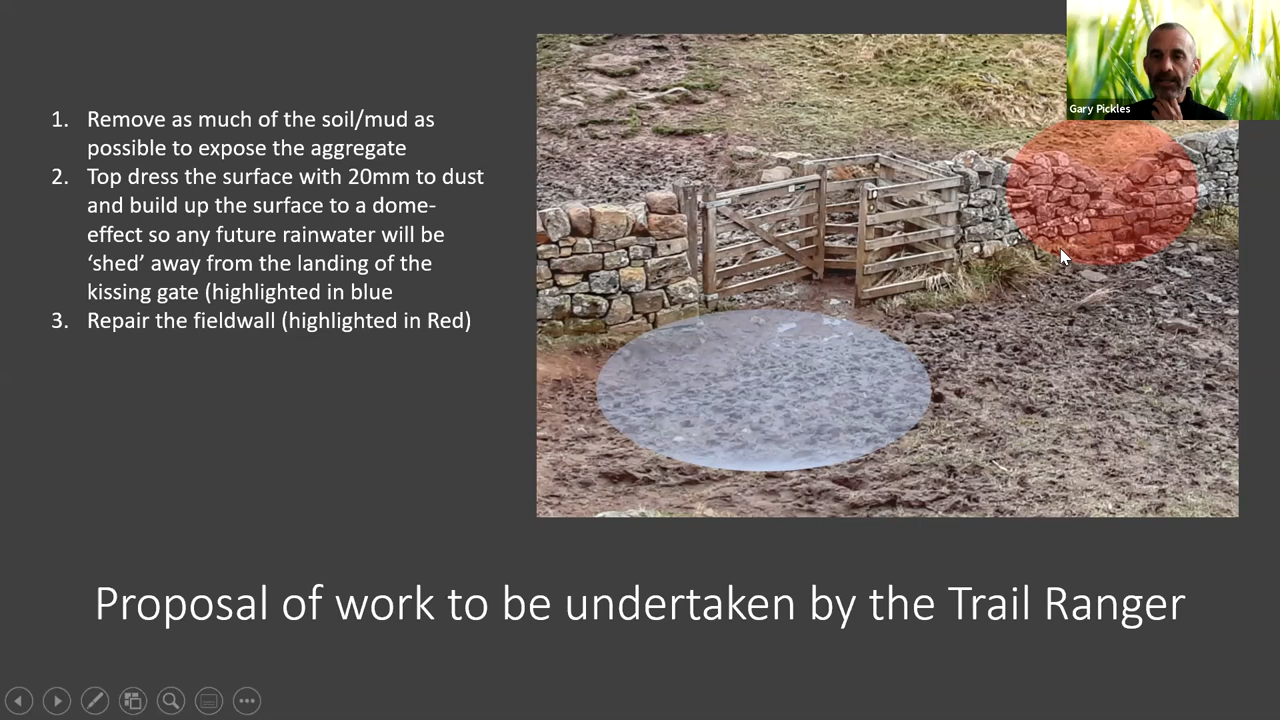 1. Remove as much of the soil/mud as
possible to expose the aggregate
2. Top dress the surface with 20mm to dust
and build up the surface to a dome-
effect so any future rainwater will be
‘shed’ away from the landing of the
kissing gate (highlighted in blue
3. Repair the fieldwall (highlighted in Red)
Gary Pickles
Proposal of work to be undertaken by the Trail Ranger